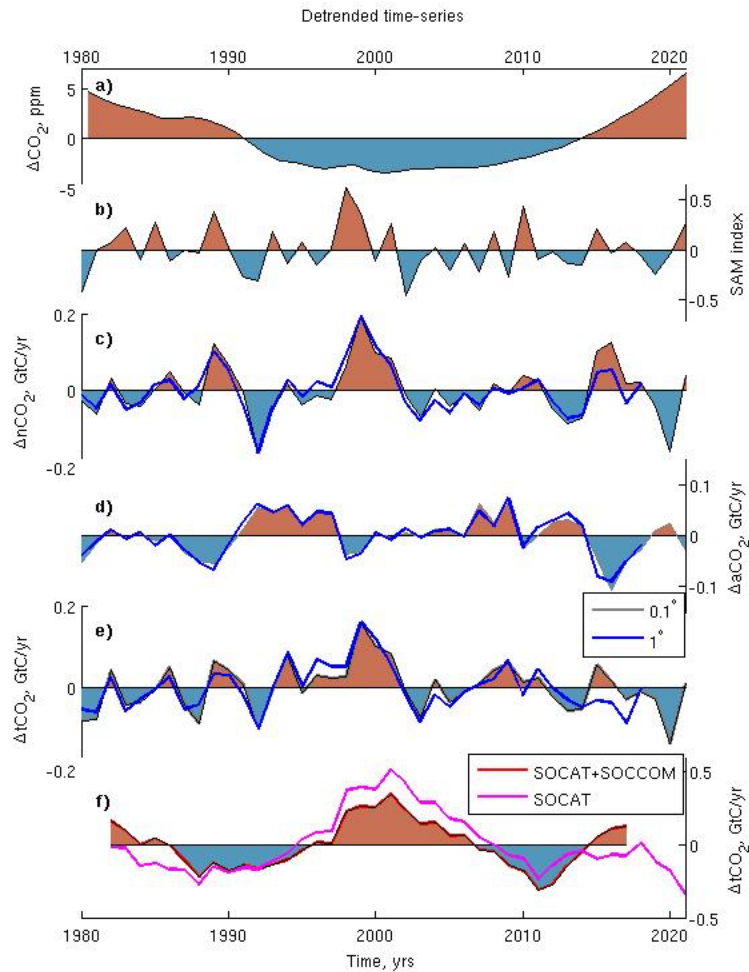 Detrended time-series
1980 1990 2000 2010 2020
a)
5
0
-5
ΔCO₂, ppm
b)
0.5
0
-0.5
SAM index
c)
0.2
0
-0.2
ΔnCO₂, GtC/yr
d)
0.1
0
-0.1
ΔaCO₂, GtC/yr
0.1°
1°
e)
0.2
0
-0.2
ΔtCO₂, GtC/yr
f)
SOCAT+SOCCOM
SOCAT
0.5
0
-0.5
ΔtCO₂, GtC/yr
1980 1990 2000 2010 2020
Time, yrs